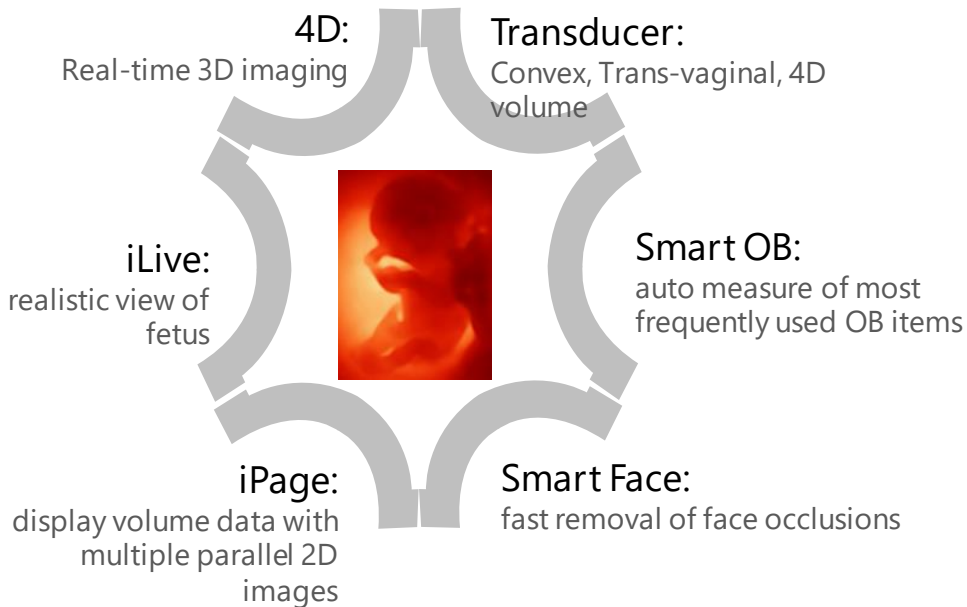 4D:
Real-time 3D imaging
Transducer:
Convex, Trans-vaginal, 4D
volume
iLive:
realistic view of
fetus
Smart OB:
auto measure of most
frequently used OB items
iPage:
display volume data with
multiple parallel 2D
images
Smart Face:
fast removal of face occlusions